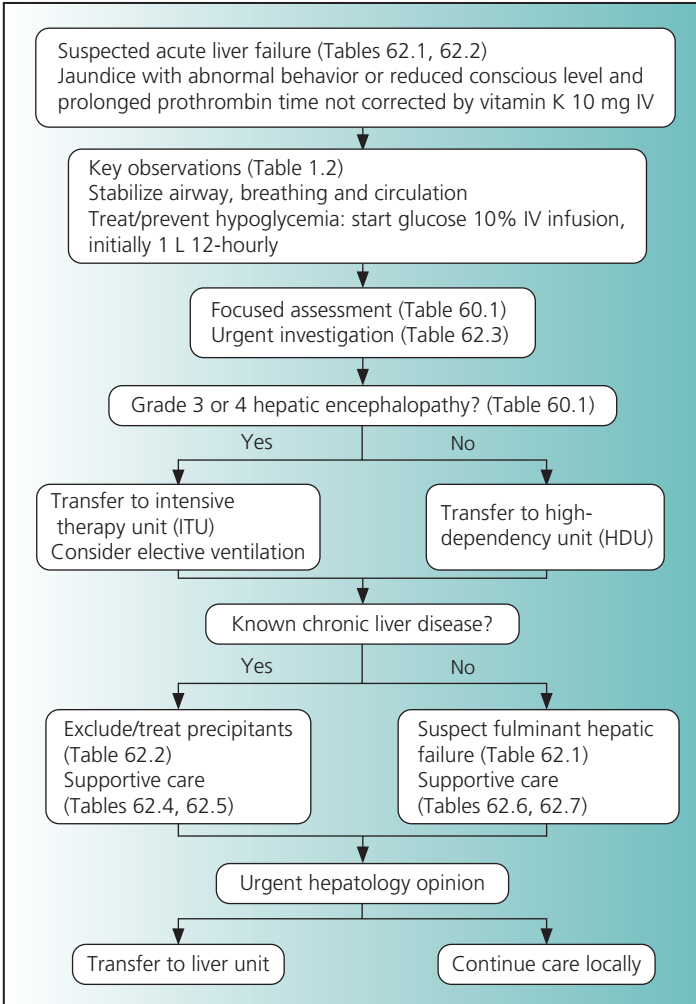 Suspected acute liver failure (Tables 62.1, 62.2)
Jaundice with abnormal behavior or reduced conscious level and
prolonged prothrombin time not corrected by vitamin K 10 mg IV
Key observations (Table 1.2)
Stabilize airway, breathing and circulation
Treat/prevent hypoglycemia: start glucose 10% IV infusion,
initially 1 L 12-hourly
Focused assessment (Table 60.1)
Urgent investigation (Table 62.3)
Grade 3 or 4 hepatic encephalopathy? (Table 60.1)
Yes
No
Transfer to intensive
therapy unit (ITU)
Consider elective ventilation
Transfer to high-
dependency unit (HDU)
Known chronic liver disease?
Yes
No
Exclude/treat precipitants
(Table 62.2)
Supportive care
(Tables 62.4, 62.5)
Suspect fulminant hepatic
failure (Table 62.1)
Supportive care
(Tables 62.6, 62.7)
Urgent hepatology opinion
Transfer to liver unit
Continue care locally